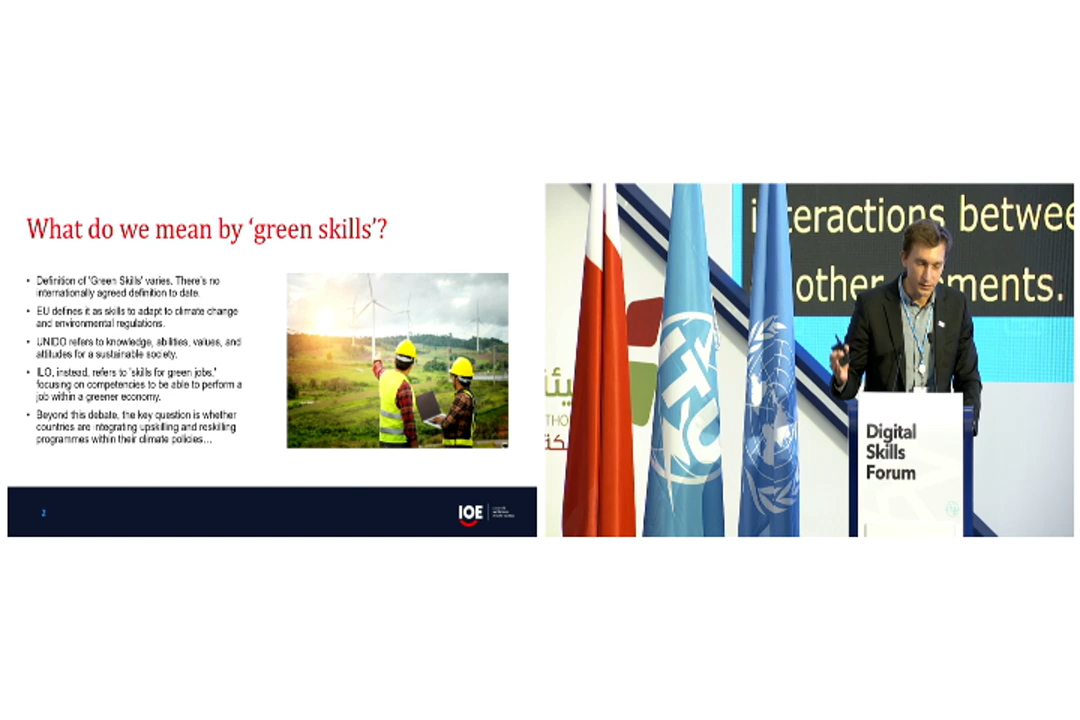 What do we mean by ‘green skills’?
• Definition of 'Green Skills' varies. There's no
internationally agreed definition to date.
• EU defines it as skills to adapt to climate change
and environmental regulations.
• UNIDO refers to knowledge, abilities, values, and
attitudes for a sustainable society.
• ILO, instead, refers to 'skills for green jobs,'
focusing on competencies to be able to perform a
job within a greener economy.
• Beyond this debate, the key question is whether
countries are integrating upskilling and reskilling
programmes within their climate policies…
2
IOE
interactions betwee
other ments.
ITU
Digital
Skills
Forum